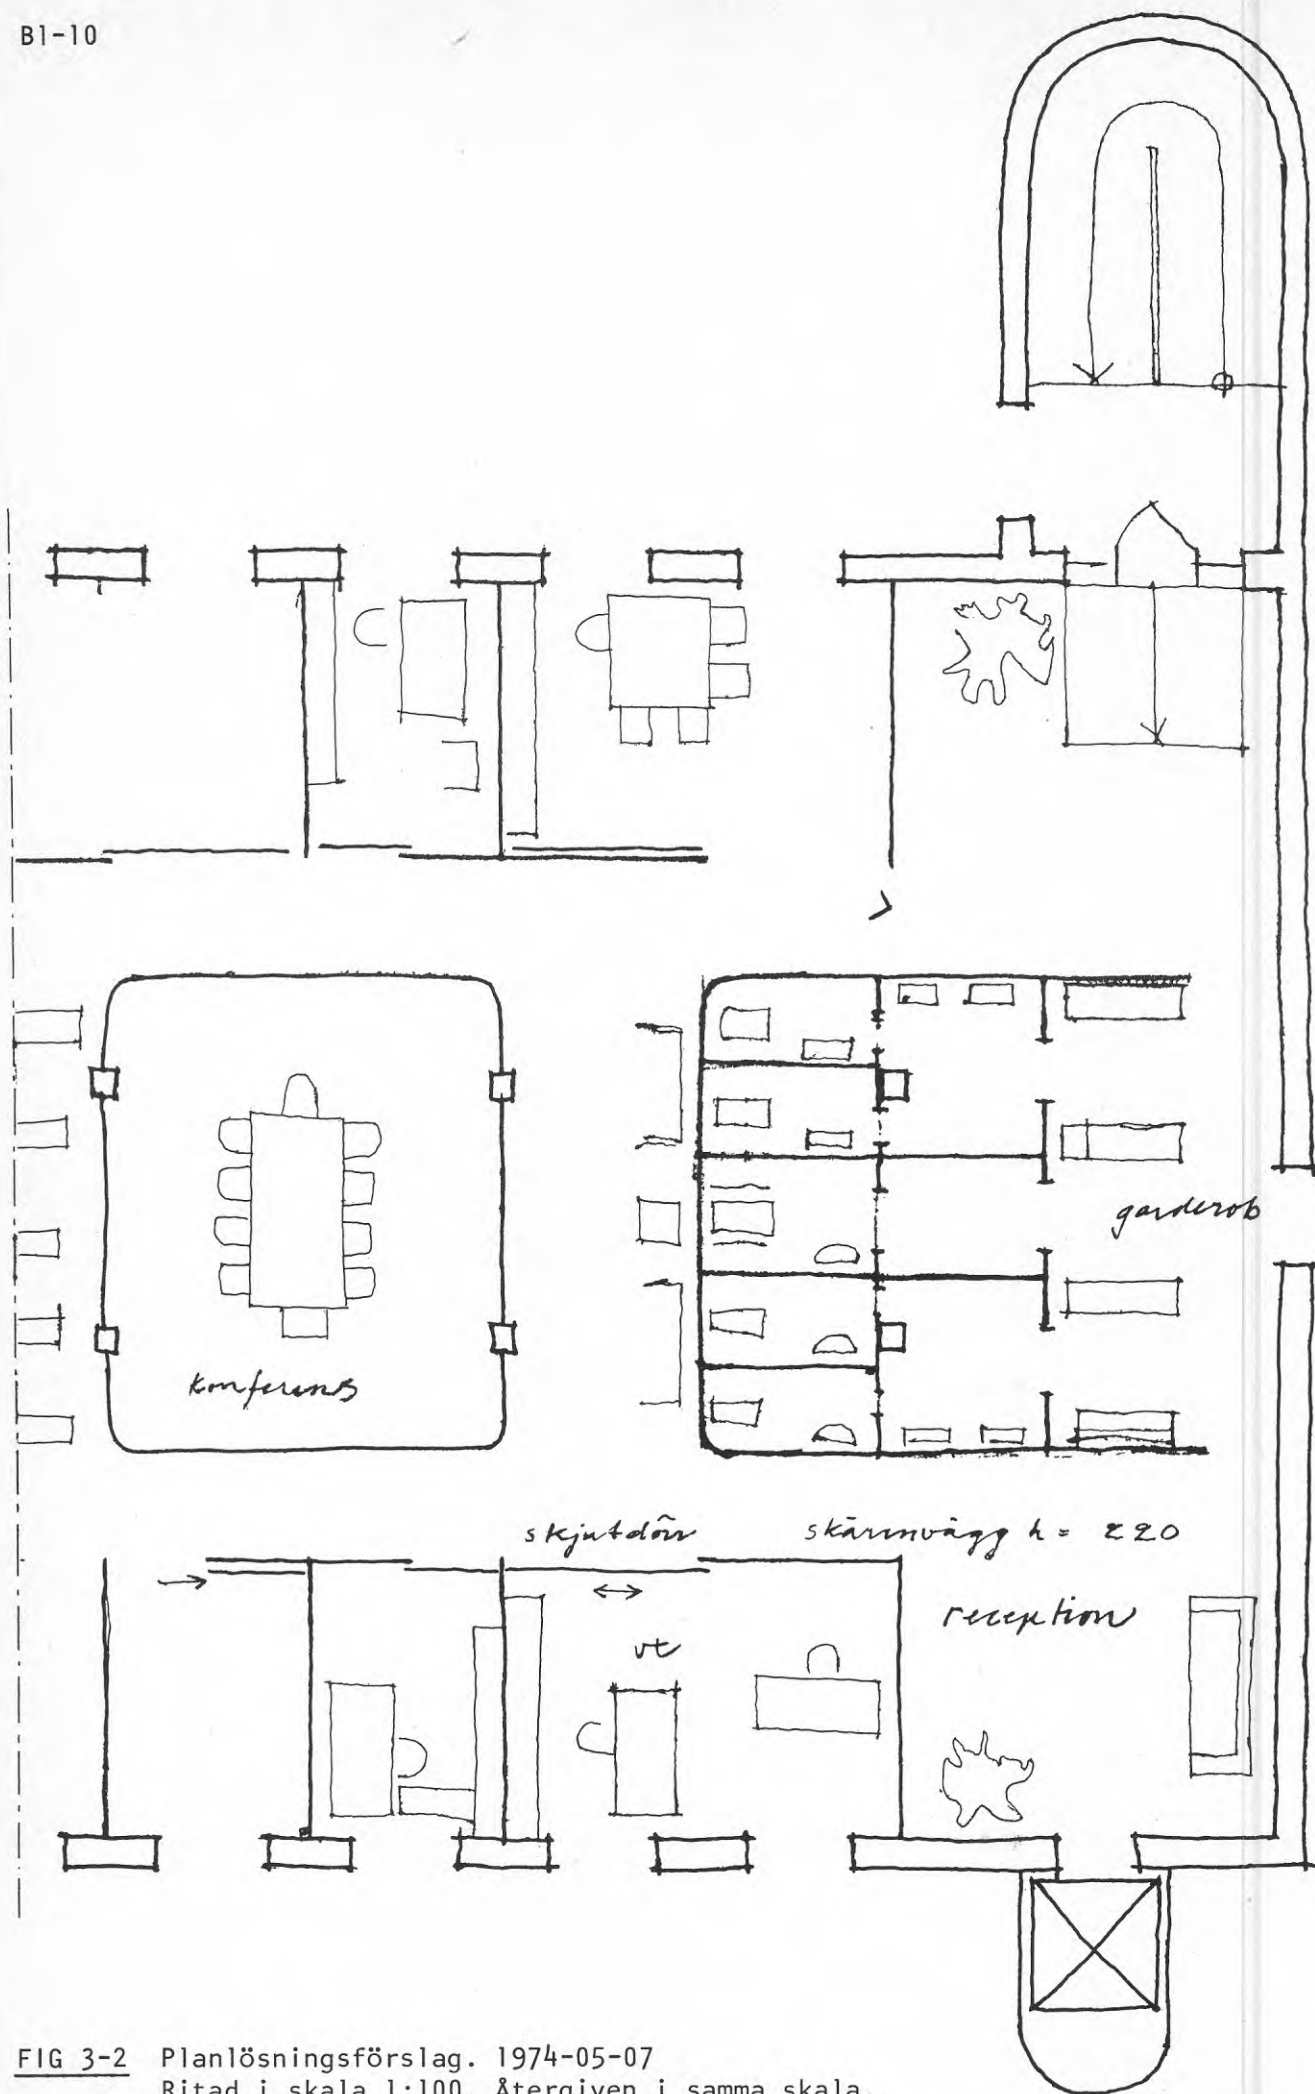 B1-10
garderob
konferens
skjutdörr
skärmvägg h = 220
reception
vt
FIG 3-2 Planlösningsförslag. 1974-05-07
Ritad i skala 1:100. Återgiven i samma skala.